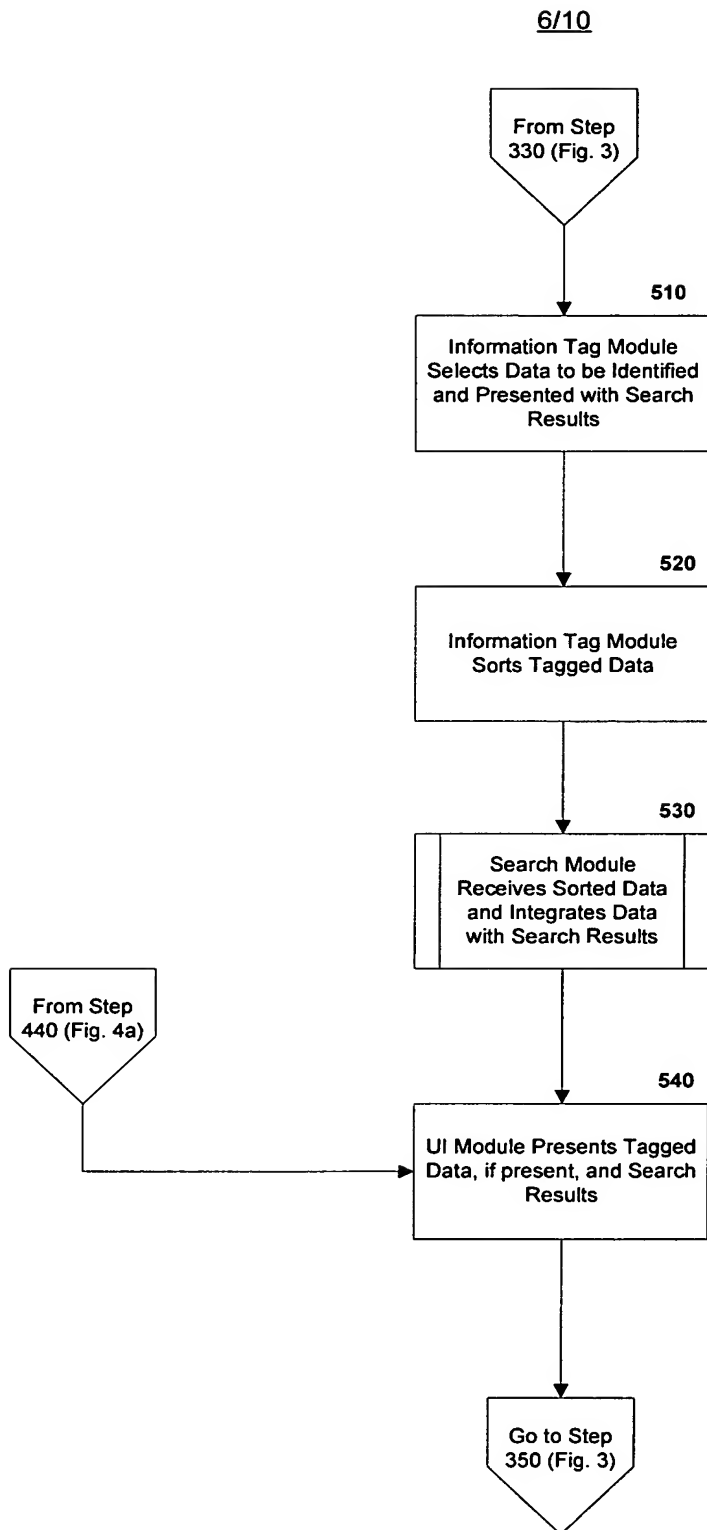 6/10
From Step
330 (Fig. 3)
510
Information Tag Module
Selects Data to be Identified
and Presented with Search
Results
520
Information Tag Module
Sorts Tagged Data
530
Search Module
Receives Sorted Data
and Integrates Data
with Search Results
From Step
440 (Fig. 4a)
540
UI Module Presents Tagged
Data, if present, and Search
Results
Go to Step
350 (Fig. 3)